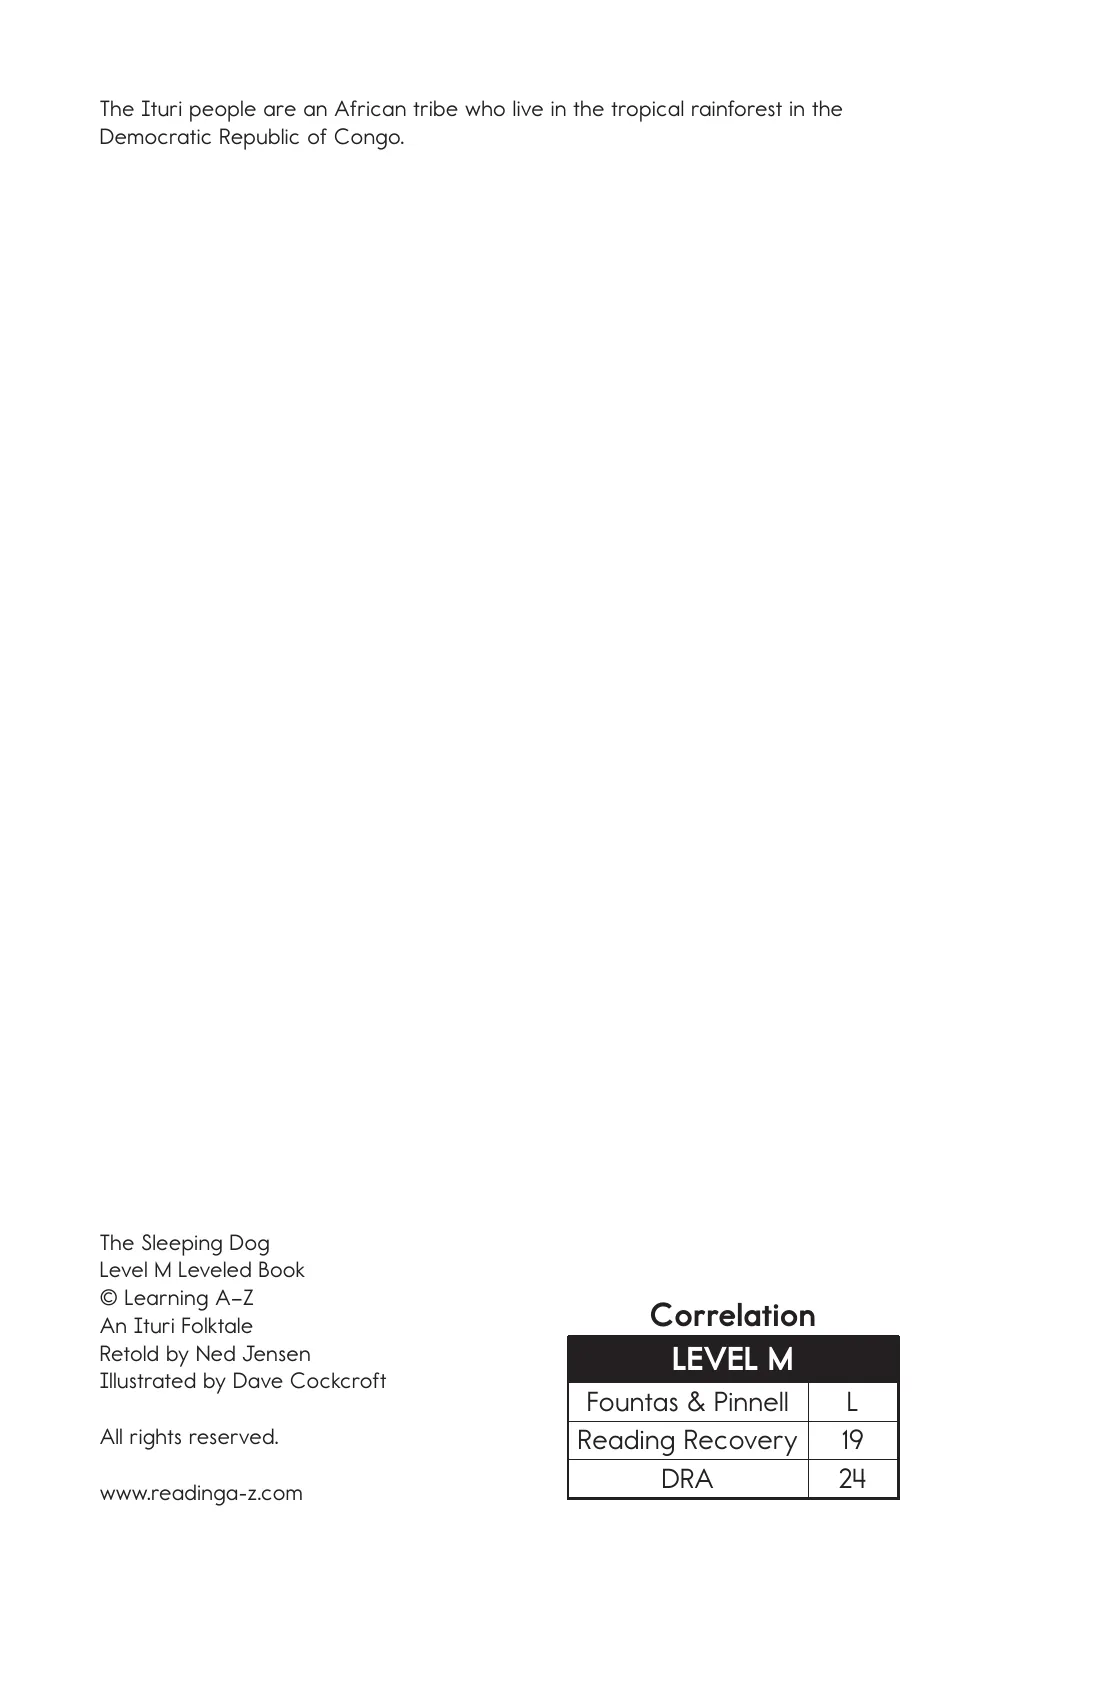 The Ituri people are an African tribe who live in the tropical rainforest in the
Democratic Republic of Congo.
The Sleeping Dog
Level M Leveled Book
© Learning A–Z
An Ituri Folktale
Retold by Ned Jensen
Illustrated by Dave Cockcroft
All rights reserved.
www.readinga-z.com
Correlation
LEVEL M
Fountas & Pinnell L
Reading Recovery 19
DRA 24